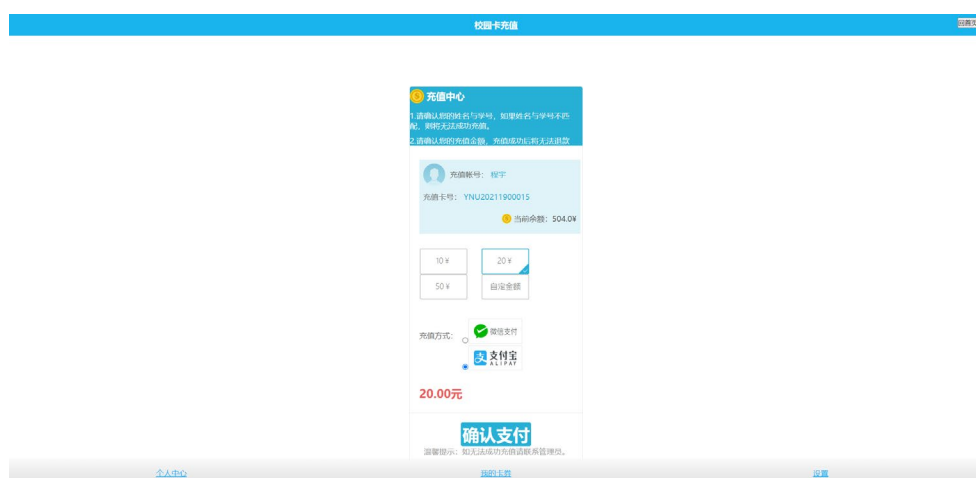 校园卡充值
回首页
充值中心
1.请确认您的姓名与学号，如果姓名与学号不匹
配，则将无法成功充值。
2.请确认您的充值金额，充值成功后将无法退款
充值帐号： 程宇
充值卡号： YNU20211900015
当前余额：504.0¥
10 ¥
20 ¥
50 ¥
自定金额
充值方式：
微信支付
支付宝
ALIPAY
20.00元
确认支付
温馨提示：如无法成功充值请联系管理员。
个人中心
我的卡群
设置